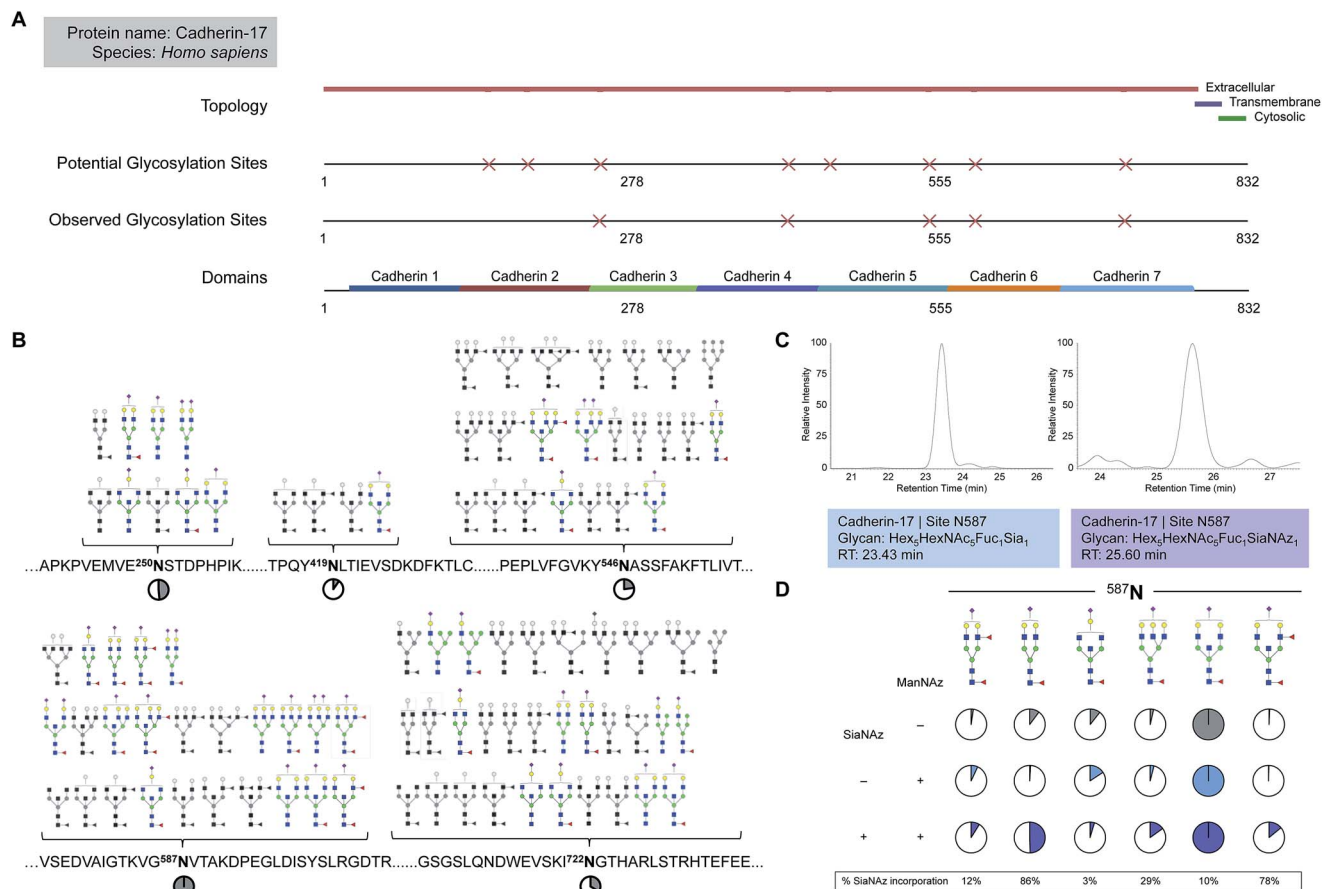 A
Protein name: Cadherin-17
Species: Homo sapiens
Topology
Extracellular
Transmembrane
Cytosolic
Potential Glycosylation Sites
1 278 555 832
Observed Glycosylation Sites
1 278 555 832
Domains
Cadherin 1 Cadherin 2 Cadherin 3 Cadherin 4 Cadherin 5 Cadherin 6 Cadherin 7
1 278 555 832
B
...APKPVEMVE²⁵⁰NSTDPHPIK......TPQY⁴¹⁹NLTIEVSDKDFKTLC......PEPLVFGVKY⁵⁴⁶NASSFAKFTLIVT...
...VSEDVAIGTKVG⁵⁸⁷NVTAKDPEGLDISYSLRGDTR......GSGSLQNDWEVSKI⁷²²NGTHARLSTRHTEFEE...
C
Relative Intensity
100
75
50
25
0
21 22 23 24 25 26
Retention Time (min)
Relative Intensity
100
75
50
25
0
24 25 26 27
Retention Time (min)
Cadherin-17 | Site N587
Glycan: Hex₅HexNAc₅Fuc₁Sia₁
RT: 23.43 min
Cadherin-17 | Site N587
Glycan: Hex₅HexNAc₅Fuc₁SiaNAz₁
RT: 25.60 min
D
⁵⁸⁷N
ManNAz
SiaNAz
–
– +
+ +
% SiaNAz incorporation 12% 86% 3% 29% 10% 78%